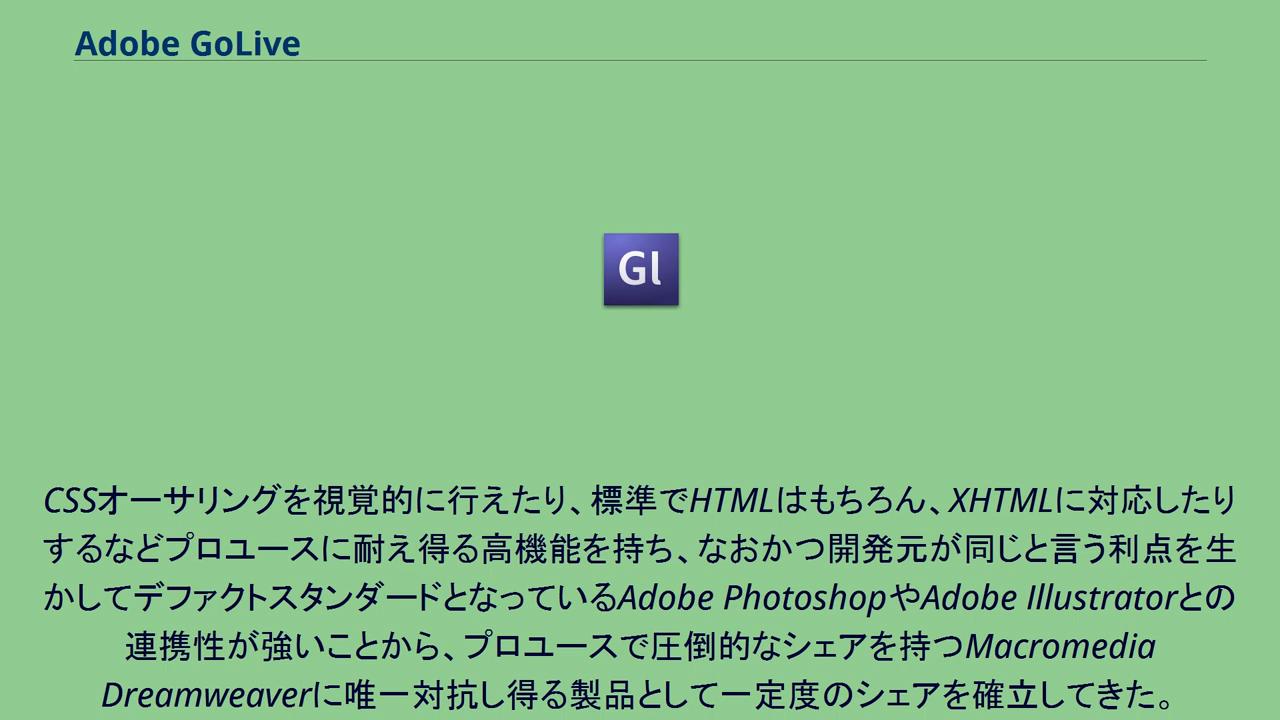 Adobe GoLive
Gl
CSSオーサリングを視覚的に行えたり、標準でHTMLはもちろん、XHTMLに対応したり
するなどプロユースに耐え得る高機能を持ち、なおかつ開発元が同じと言う利点を生
かしてデファクトスタンダードとなっているAdobe PhotoshopやAdobe Illustratorとの
連携性が強いことから、プロユースで圧倒的なシェアを持つMacromedia
Dreamweaverに唯一対抗し得る製品として一定度のシェアを確立してきた。